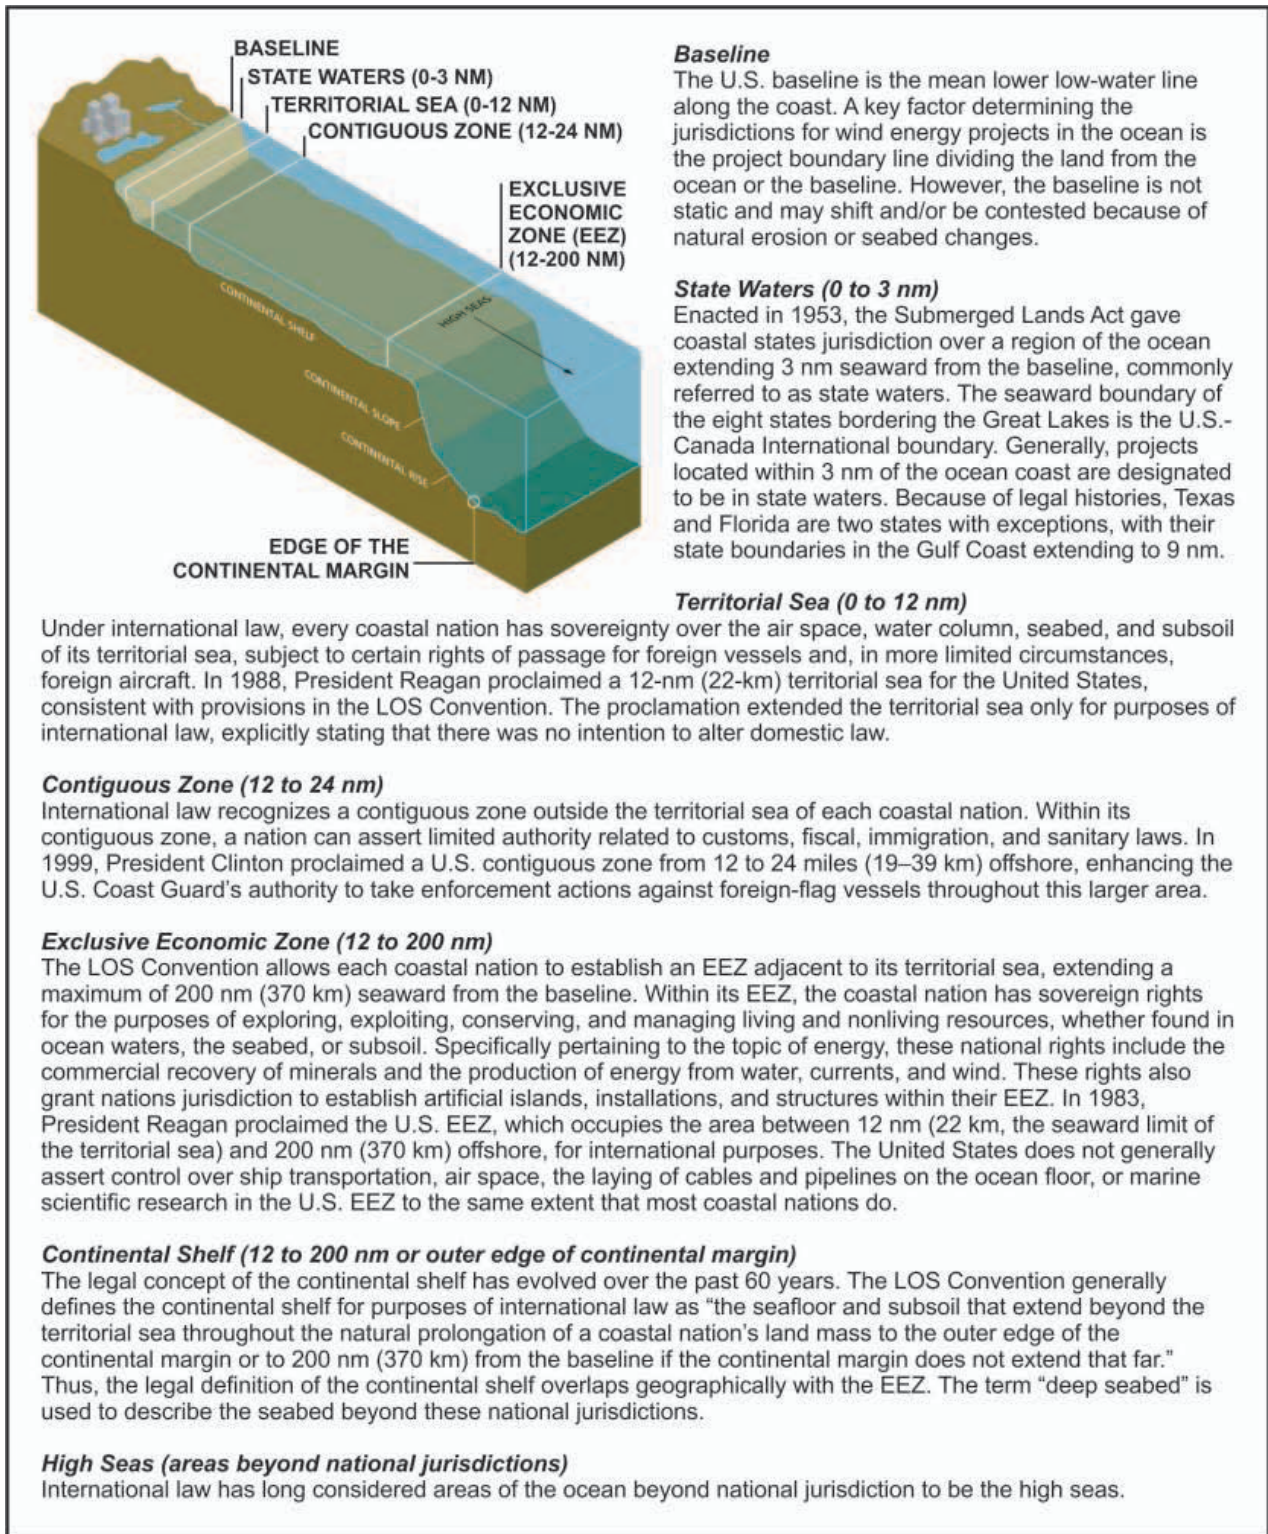 BASELINE
STATE WATERS (0-3 NM)
TERRITORIAL SEA (0-12 NM)
CONTIGUOUS ZONE (12-24 NM)
EXCLUSIVE
ECONOMIC
ZONE (EEZ)
(12-200 NM)
HIGH SEAS
CONTINENTAL SHELF
CONTINENTAL SLOPE
CONTINENTAL RISE
EDGE OF THE
CONTINENTAL MARGIN
Baseline
The U.S. baseline is the mean lower low-water line
along the coast. A key factor determining the
jurisdictions for wind energy projects in the ocean is
the project boundary line dividing the land from the
ocean or the baseline. However, the baseline is not
static and may shift and/or be contested because of
natural erosion or seabed changes.
State Waters (0 to 3 nm)
Enacted in 1953, the Submerged Lands Act gave
coastal states jurisdiction over a region of the ocean
extending 3 nm seaward from the baseline, commonly
referred to as state waters. The seaward boundary of
the eight states bordering the Great Lakes is the U.S.-
Canada International boundary. Generally, projects
located within 3 nm of the ocean coast are designated
to be in state waters. Because of legal histories, Texas
and Florida are two states with exceptions, with their
state boundaries in the Gulf Coast extending to 9 nm.
Territorial Sea (0 to 12 nm)
Under international law, every coastal nation has sovereignty over the air space, water column, seabed, and subsoil
of its territorial sea, subject to certain rights of passage for foreign vessels and, in more limited circumstances,
foreign aircraft. In 1988, President Reagan proclaimed a 12-nm (22-km) territorial sea for the United States,
consistent with provisions in the LOS Convention. The proclamation extended the territorial sea only for purposes of
international law, explicitly stating that there was no intention to alter domestic law.
Contiguous Zone (12 to 24 nm)
International law recognizes a contiguous zone outside the territorial sea of each coastal nation. Within its
contiguous zone, a nation can assert limited authority related to customs, fiscal, immigration, and sanitary laws. In
1999, President Clinton proclaimed a U.S. contiguous zone from 12 to 24 miles (19–39 km) offshore, enhancing the
U.S. Coast Guard's authority to take enforcement actions against foreign-flag vessels throughout this larger area.
Exclusive Economic Zone (12 to 200 nm)
The LOS Convention allows each coastal nation to establish an EEZ adjacent to its territorial sea, extending a
maximum of 200 nm (370 km) seaward from the baseline. Within its EEZ, the coastal nation has sovereign rights
for the purposes of exploring, exploiting, conserving, and managing living and nonliving resources, whether found in
ocean waters, the seabed, or subsoil. Specifically pertaining to the topic of energy, these national rights include the
commercial recovery of minerals and the production of energy from water, currents, and wind. These rights also
grant nations jurisdiction to establish artificial islands, installations, and structures within their EEZ. In 1983,
President Reagan proclaimed the U.S. EEZ, which occupies the area between 12 nm (22 km, the seaward limit of
the territorial sea) and 200 nm (370 km) offshore, for international purposes. The United States does not generally
assert control over ship transportation, air space, the laying of cables and pipelines on the ocean floor, or marine
scientific research in the U.S. EEZ to the same extent that most coastal nations do.
Continental Shelf (12 to 200 nm or outer edge of continental margin)
The legal concept of the continental shelf has evolved over the past 60 years. The LOS Convention generally
defines the continental shelf for purposes of international law as “the seafloor and subsoil that extend beyond the
territorial sea throughout the natural prolongation of a coastal nation's land mass to the outer edge of the
continental margin or to 200 nm (370 km) from the baseline if the continental margin does not extend that far.”
Thus, the legal definition of the continental shelf overlaps geographically with the EEZ. The term “deep seabed” is
used to describe the seabed beyond these national jurisdictions.
High Seas (areas beyond national jurisdictions)
International law has long considered areas of the ocean beyond national jurisdiction to be the high seas.